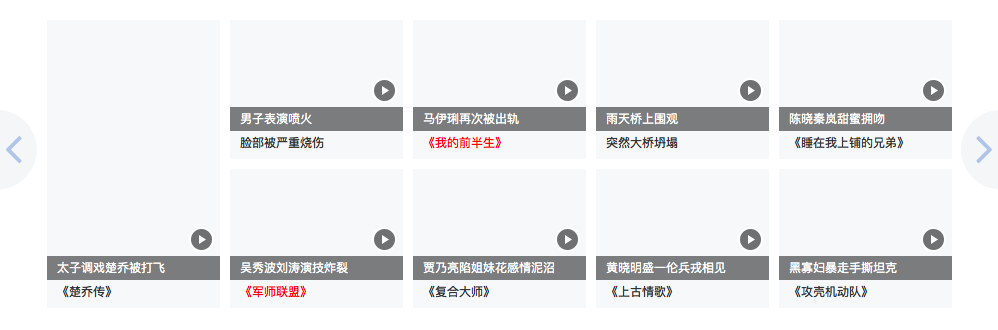 男子表演喷火
脸部被严重烧伤
马伊琍再次被出轨
《我的前半生》
雨天桥上围观
突然大桥坍塌
陈晓秦岚甜蜜拥吻
《睡在我上铺的兄弟》
太子调戏楚乔被打飞
《楚乔传》
吴秀波刘涛演技炸裂
《军师联盟》
贾乃亮陷姐妹花感情泥沼
《复合大师》
黄晓明盛一伦兵戎相见
《上古情歌》
黑寡妇暴走手撕坦克
《攻壳机动队》